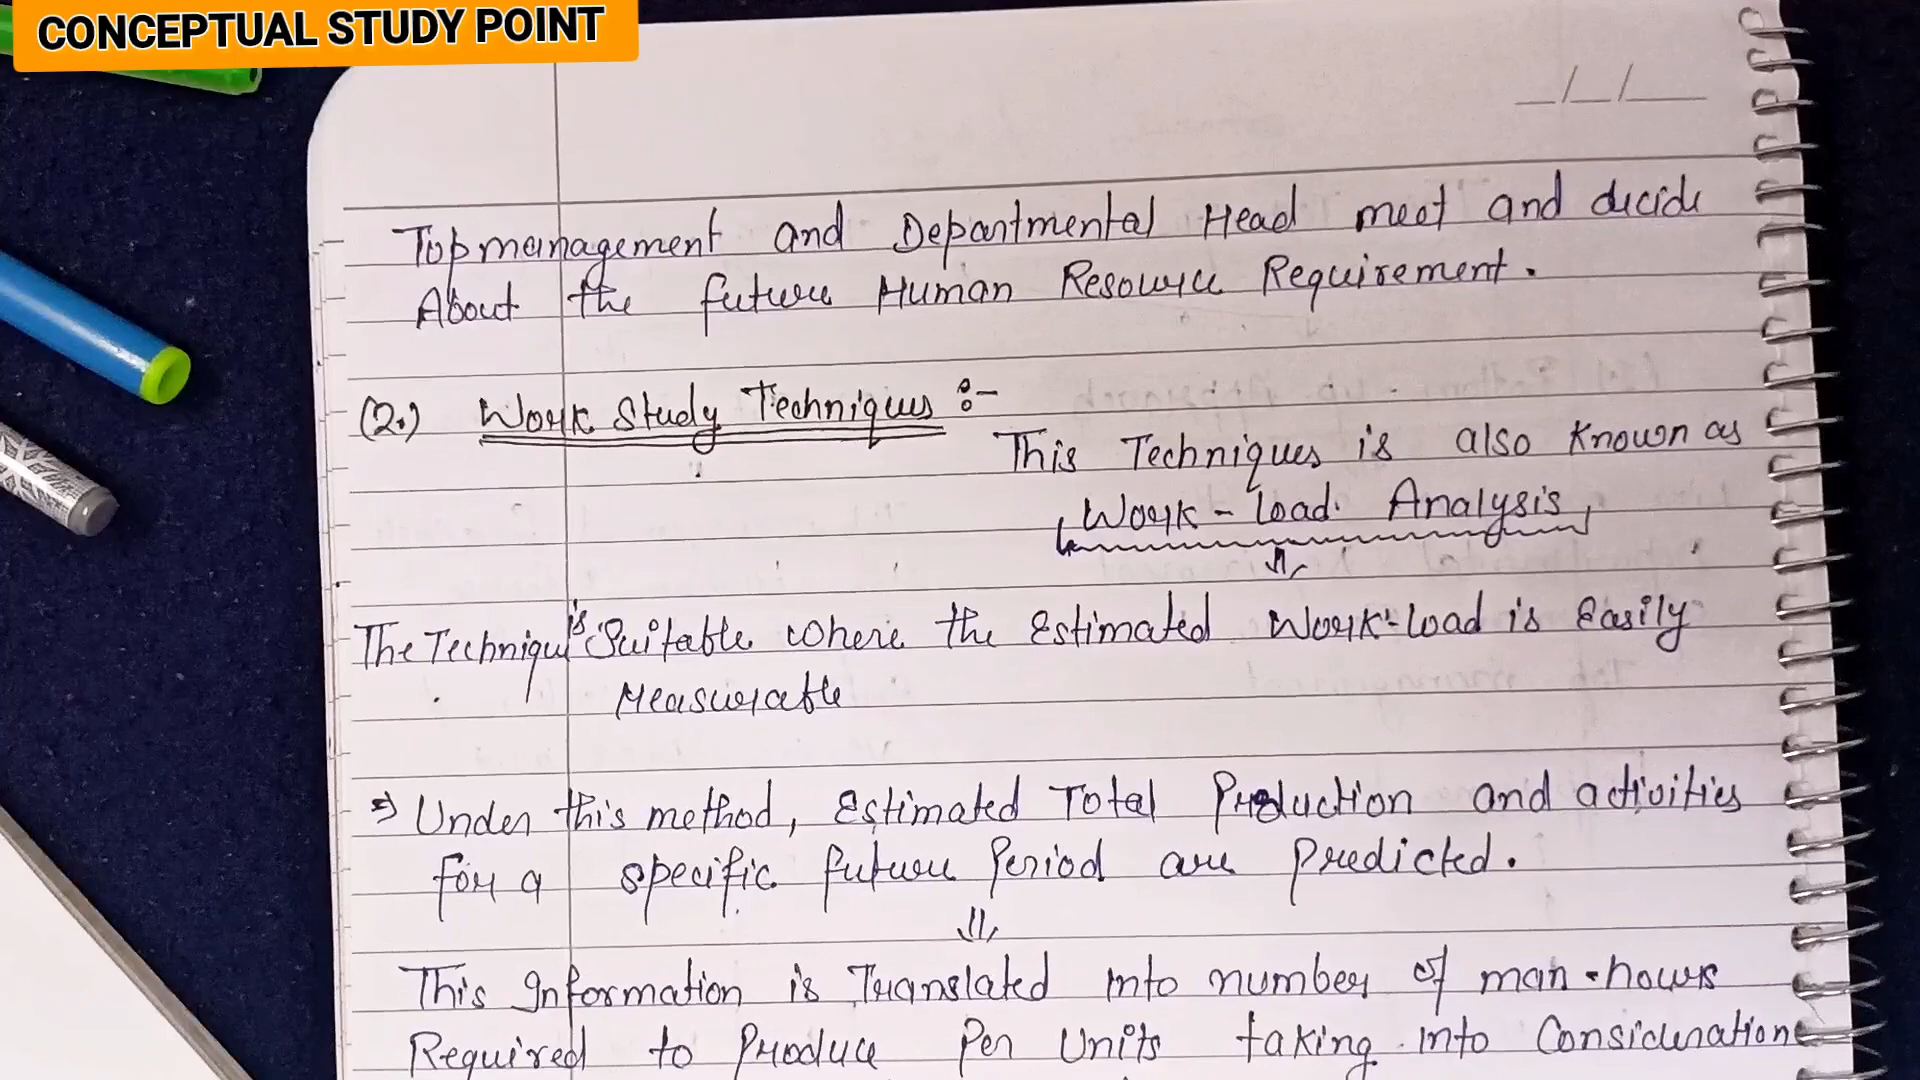 CONCEPTUAL STUDY POINT
_/_/__
Top management and Departmental Head meet and decide
About the future Human Resource Requirement.
(2.) Work Study Techniques :-
This Techniques is also Known as
Work-load Analysis
The Technique is Suitable where the Estimated Work-load is Easily
Measurable
⇒ Under this method, Estimated Total Production and activities
for a specific future Period are Predicted.
This Information is Translated into number of man-hours
Required to Produce Per Units taking into Consideration